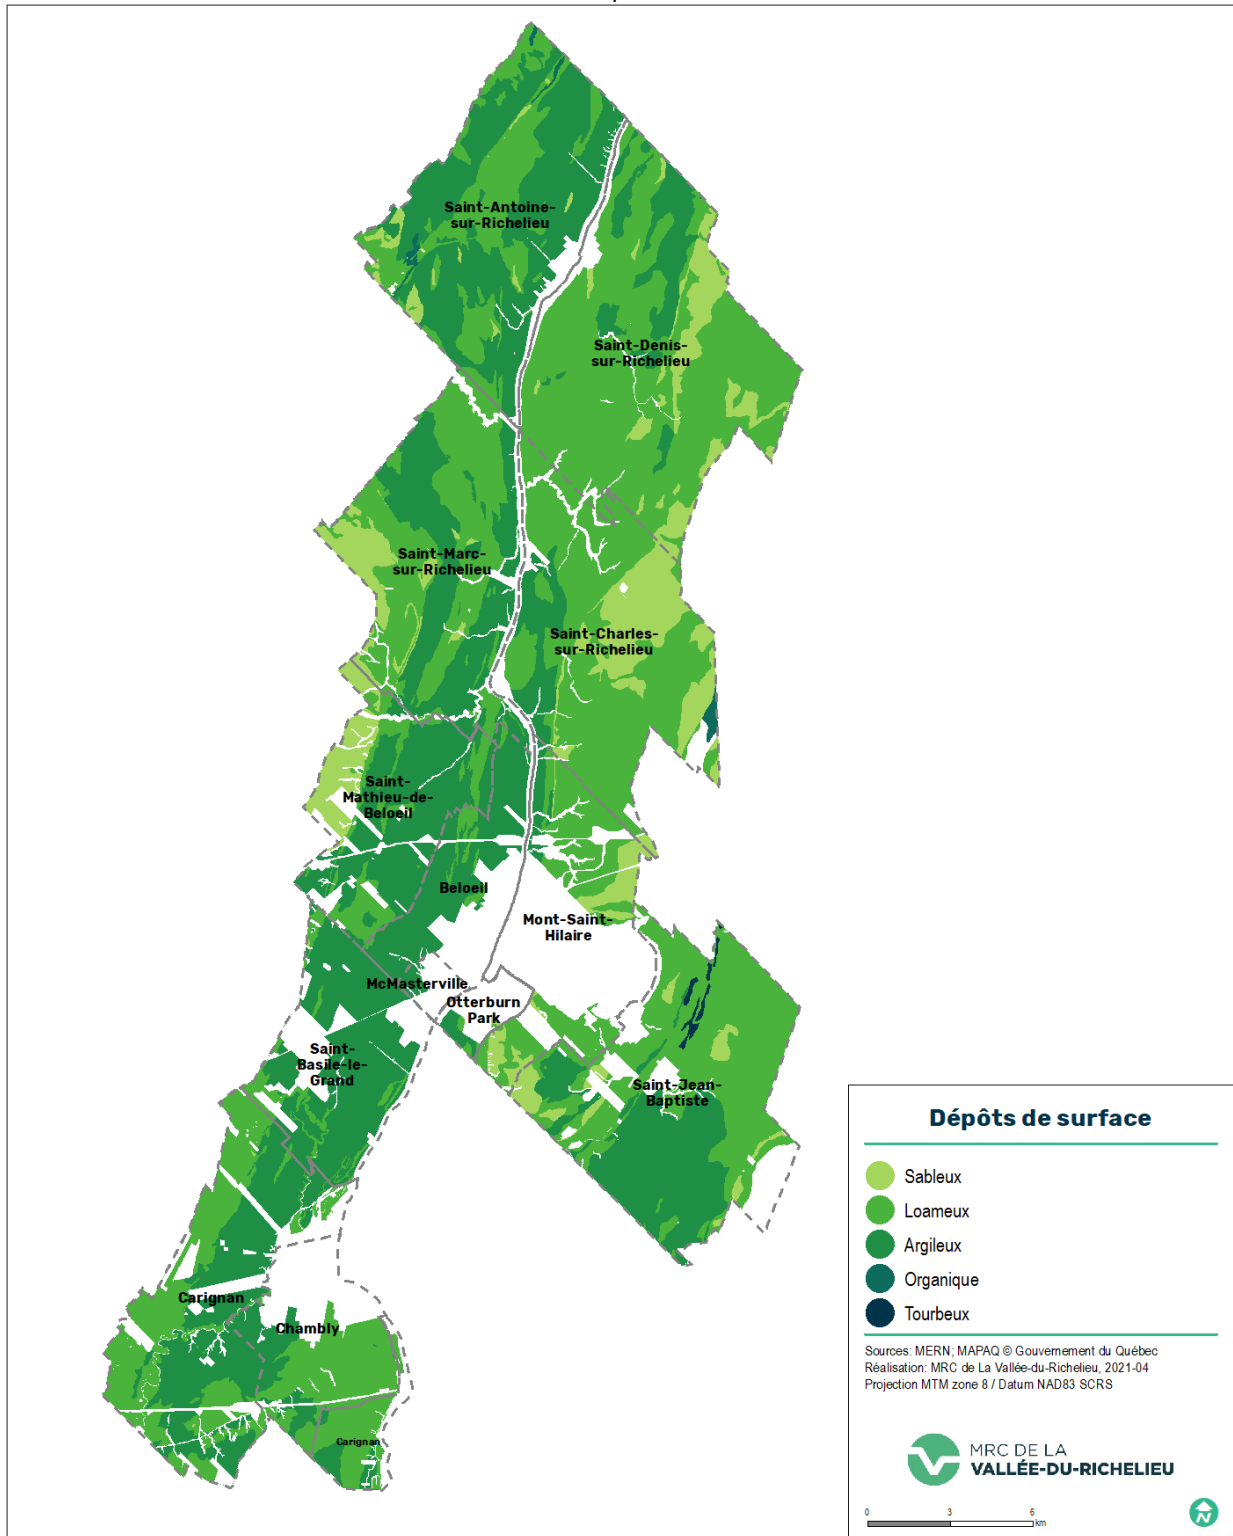 Saint-Antoine-
sur-Richelieu
Saint-Denis-
sur-Richelieu
Saint-Marc-
sur-Richelieu
Saint-Charles-
sur-Richelieu
Saint-
Mathieu-de-
Beloeil
Beloeil
Mont-Saint-
Hilaire
McMasterville
Otterburn
Park
Saint-
Basile-le-
Grand
Saint-Jean-
Baptiste
Carignan
Chambly
Carignan
Dépôts de surface
Sableux
Loameux
Argileux
Organique
Tourbeux
Sources: MERN; MAPAQ © Gouvernement du Québec
Réalisation: MRC de La Vallée-du-Richelieu, 2021-04
Projection MTM zone 8 / Datum NAD83 SCRS
MRC DE LA
VALLÉE-DU-RICHELIEU
0 3 6
km
N